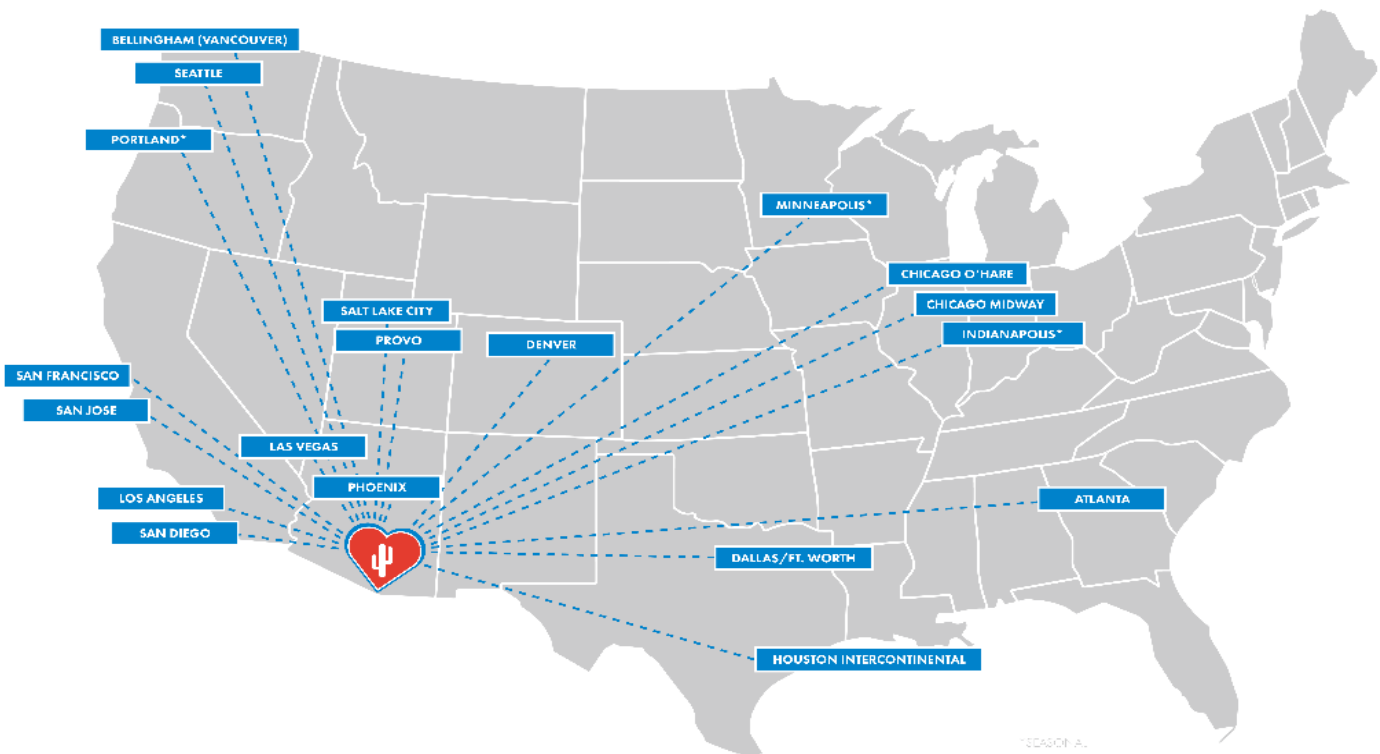 BELLINGHAM (VANCOUVER)
SEATTLE
PORTLAND*
MINNEAPOLIS*
CHICAGO O'HARE
CHICAGO MIDWAY
INDIANAPOLIS*
SALT LAKE CITY
PROVO
DENVER
SAN FRANCISCO
SAN JOSE
LAS VEGAS
PHOENIX
LOS ANGELES
SAN DIEGO
ATLANTA
DALLAS/FT. WORTH
HOUSTON INTERCONTINENTAL
*SEASONAL